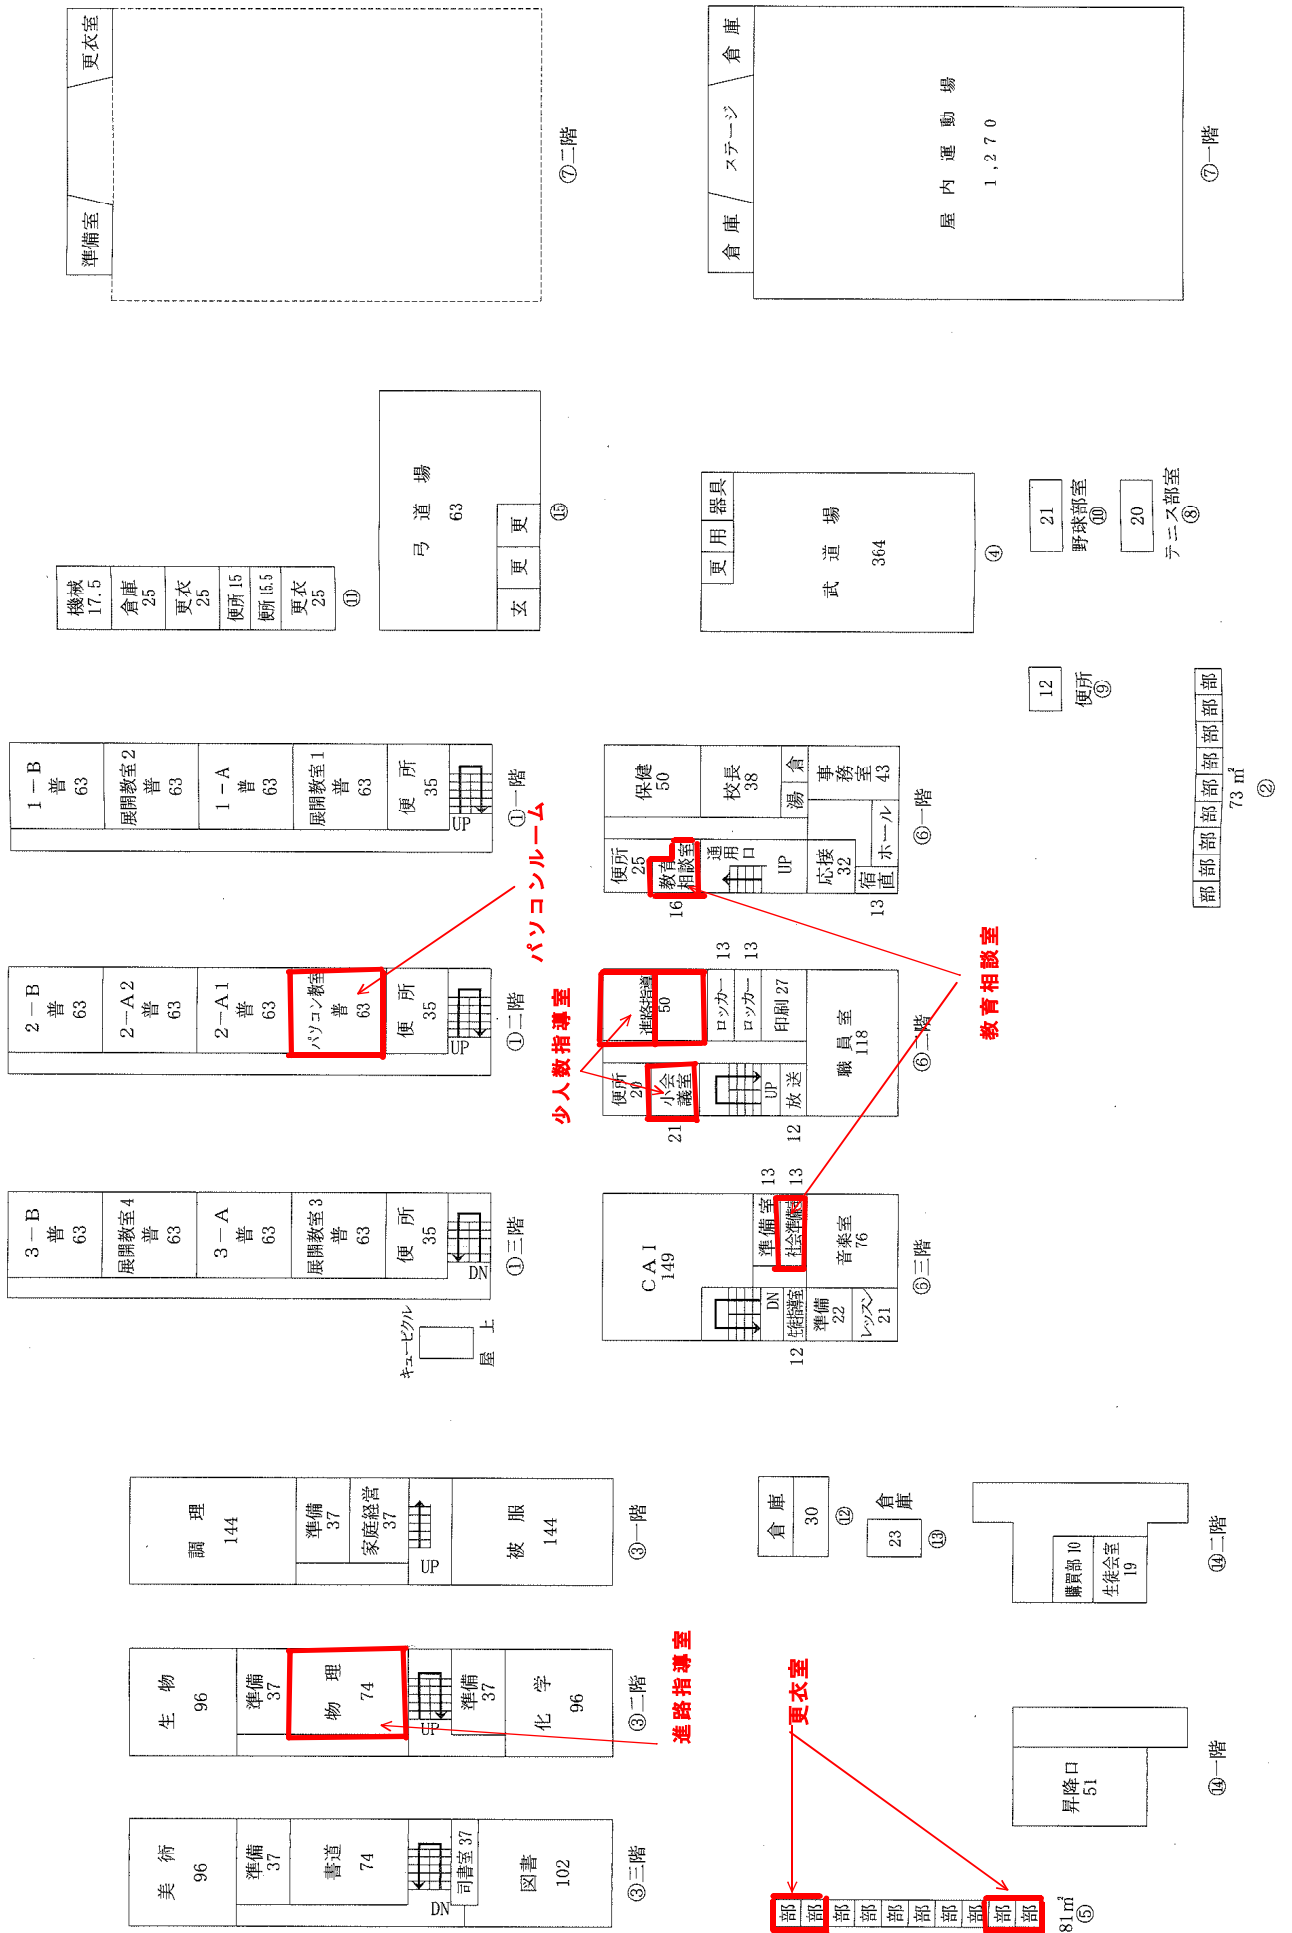 更衣室
準備室
⑦二階
倉 庫
ステージ
倉 庫
屋 内 運 動 場
1,270
⑦一階
機械
17.5
倉庫
25
更衣
25
便所 15
便所 15.5
更衣
25
⑪
弓 道 場
63
玄
更
更
⑮
更
用
器具
武 道 場
364
④
21
野球部室
⑩
20
テニス部室
⑧
12
便所
⑨
部 部 部 部 部 部 部 部 部
73 ㎡
②
1－B
普
63
展開教室2
普
63
1－A
普
63
展開教室1
普
63
便 所
35
UP
①一階
保健
50
校長
38
湯
倉
事務室
43
便所
25
教育相談室
16
通用口
UP
応接
32
宿直
13
ホール
⑥一階
2－B
普
63
2－A2
普
63
2－A1
普
63
パソコン教室
普
63
便 所
35
UP
①二階
パソコンルーム
進路指導
50
ロッカー
13
ロッカー
13
印刷 27
便所
20
小会議室
21
UP
放送
12
職員室
118
⑥二階
少人数指導室
教育相談室
3－B
普
63
展開教室4
普
63
3－A
普
63
展開教室3
普
63
便 所
35
DN
①三階
キュービクル
屋 上
CAI
149
準備室
13
社会準備室
13
DN
生徒指導室
12
音楽室
76
準備
22
レッスン
21
⑥三階
調 理
144
準備
37
家庭経営
37
UP
被 服
144
③一階
倉 庫
30
⑫
倉庫
23
⑬
購買部 10
生徒会室
19
⑭二階
生 物
96
準備
37
物 理
74
UP
準備
37
化 学
96
③二階
進路指導室
更衣室
昇降口
51
⑭一階
美 術
96
準備
37
書道
74
DN
司書室 37
図書
102
③三階
部 部 部 部 部 部 部 部 部 部
81㎡
⑤